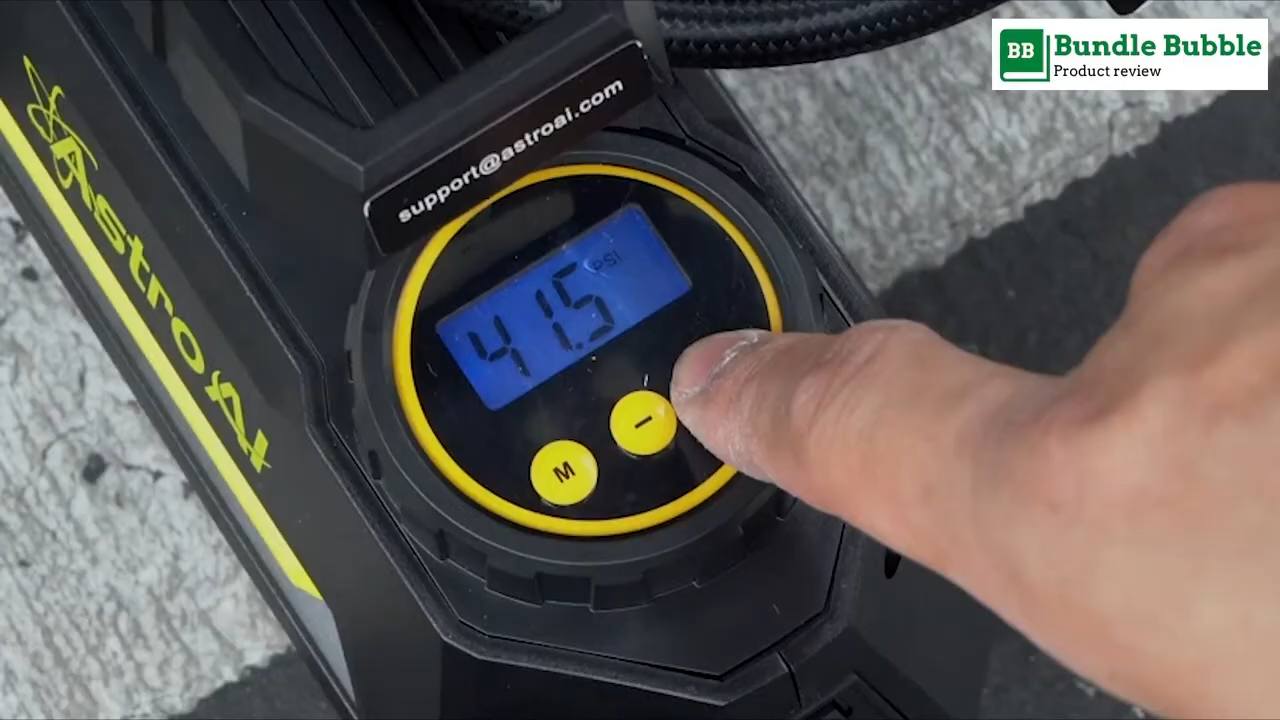 BB
Bundle Bubble
Product review
support@astroai.com
AstroAI
41.5
PSI
M
-